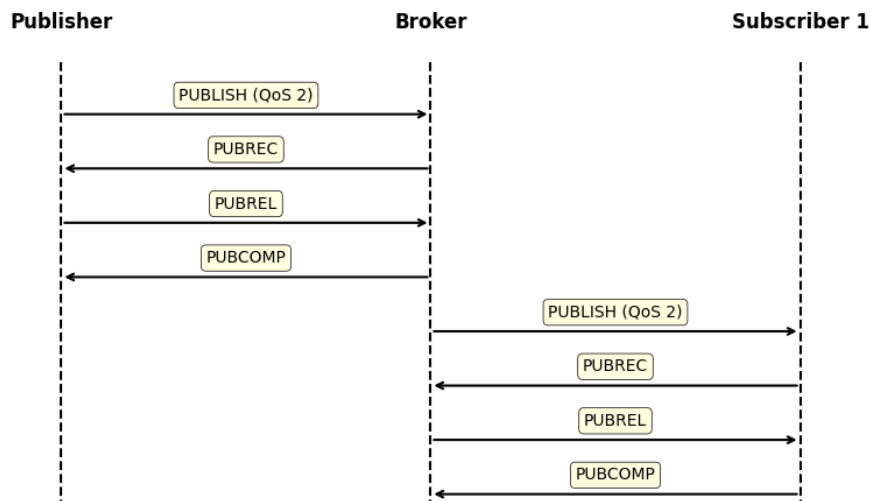 Publisher Broker Subscriber 1
PUBLISH (QoS 2)
PUBREC
PUBREL
PUBCOMP
PUBLISH (QoS 2)
PUBREC
PUBREL
PUBCOMP